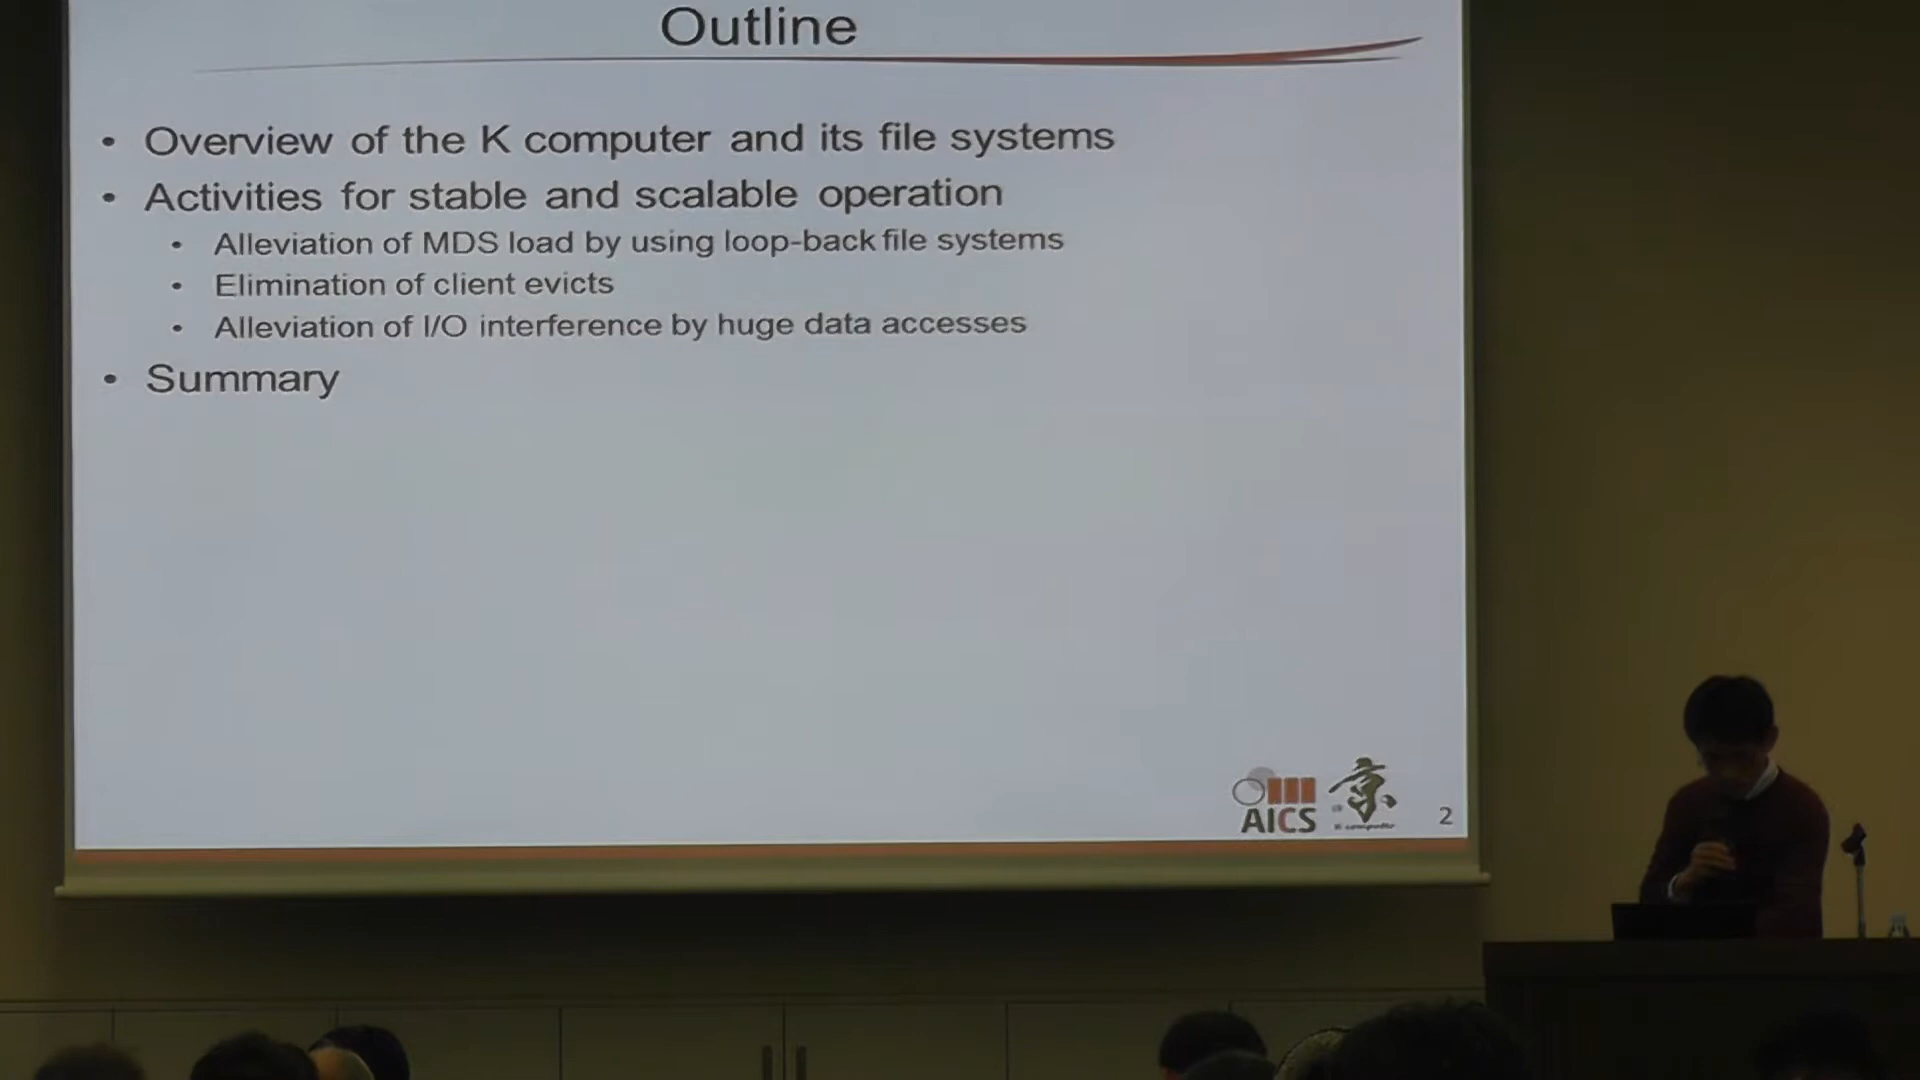 Outline
• Overview of the K computer and its file systems
• Activities for stable and scalable operation
• Alleviation of MDS load by using loop-back file systems
• Elimination of client evicts
• Alleviation of I/O interference by huge data accesses
• Summary
AICS
京
K computer
2